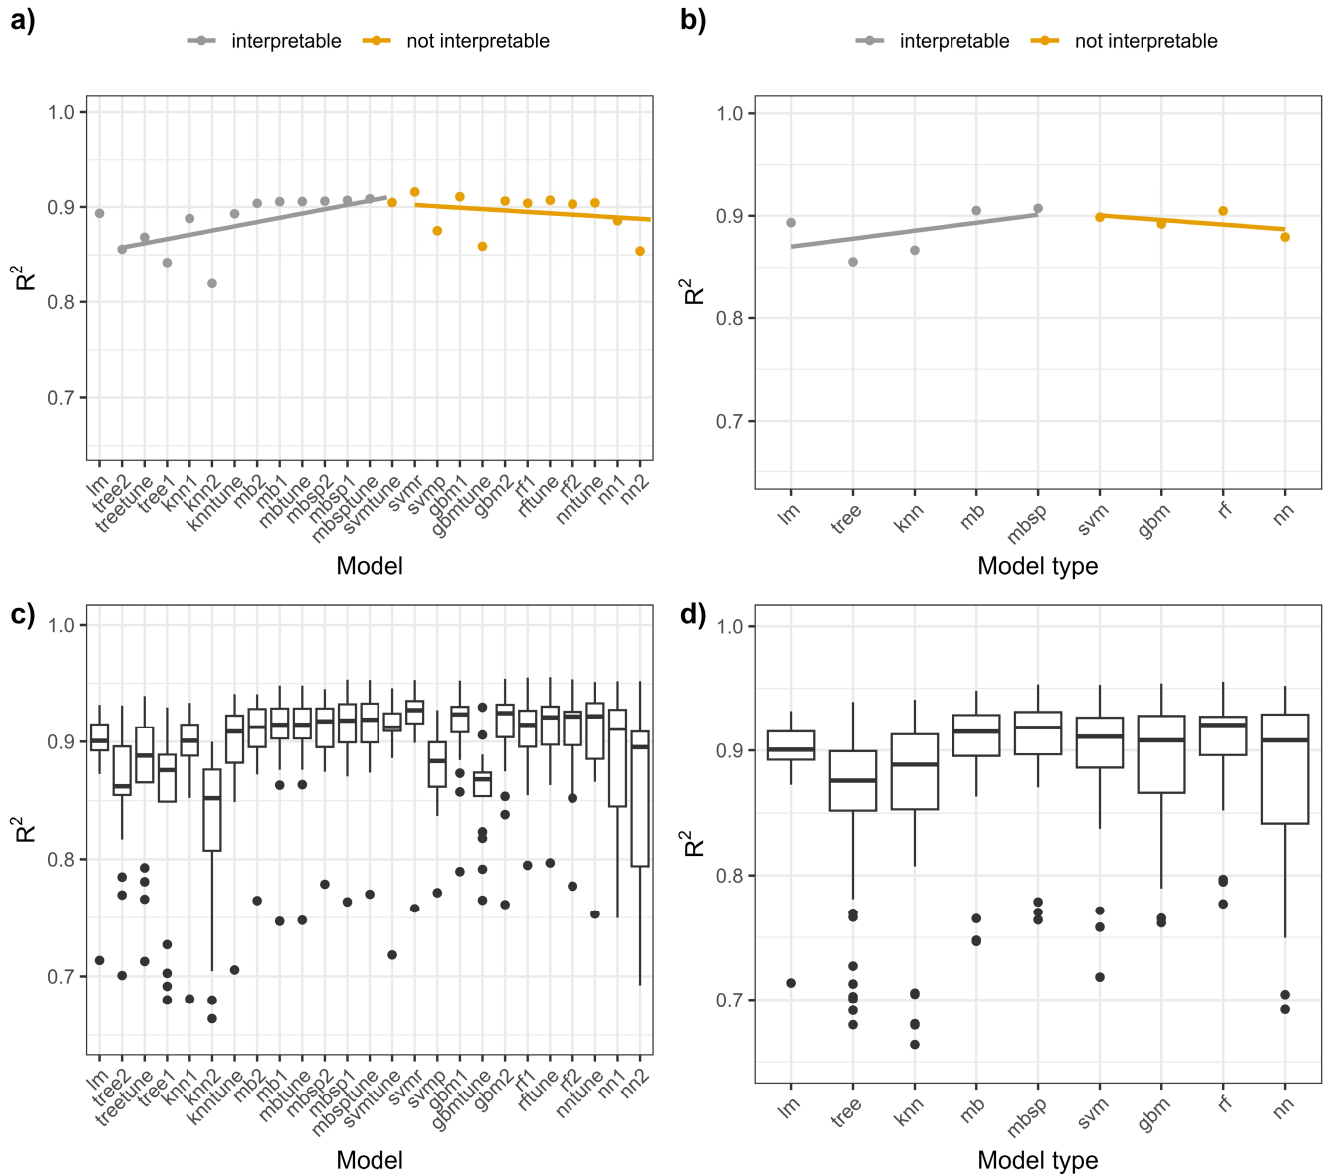 a)
interpretable
not interpretable
1.0
0.9
0.8
0.7
R2
lm
tree2
treetune
tree1
knn1
knn2
knntune
mb2
mb1
mbtune
mbsp2
mbsp1
mbsptune
svmtune
svmr
svmp
gbm1
gbmtune
gbm2
rf1
rftune
rf2
nntune
nn1
nn2
Model
b)
interpretable
not interpretable
1.0
0.9
0.8
0.7
R2
lm
tree
knn
mb
mbsp
svm
gbm
rf
nn
Model type
c)
1.0
0.9
0.8
0.7
R2
lm
tree2
treetune
tree1
knn1
knn2
knntune
mb2
mb1
mbtune
mbsp2
mbsp1
mbsptune
svmtune
svmr
svmp
gbm1
gbmtune
gbm2
rf1
rftune
rf2
nntune
nn1
nn2
Model
d)
1.0
0.9
0.8
0.7
R2
lm
tree
knn
mb
mbsp
svm
gbm
rf
nn
Model type